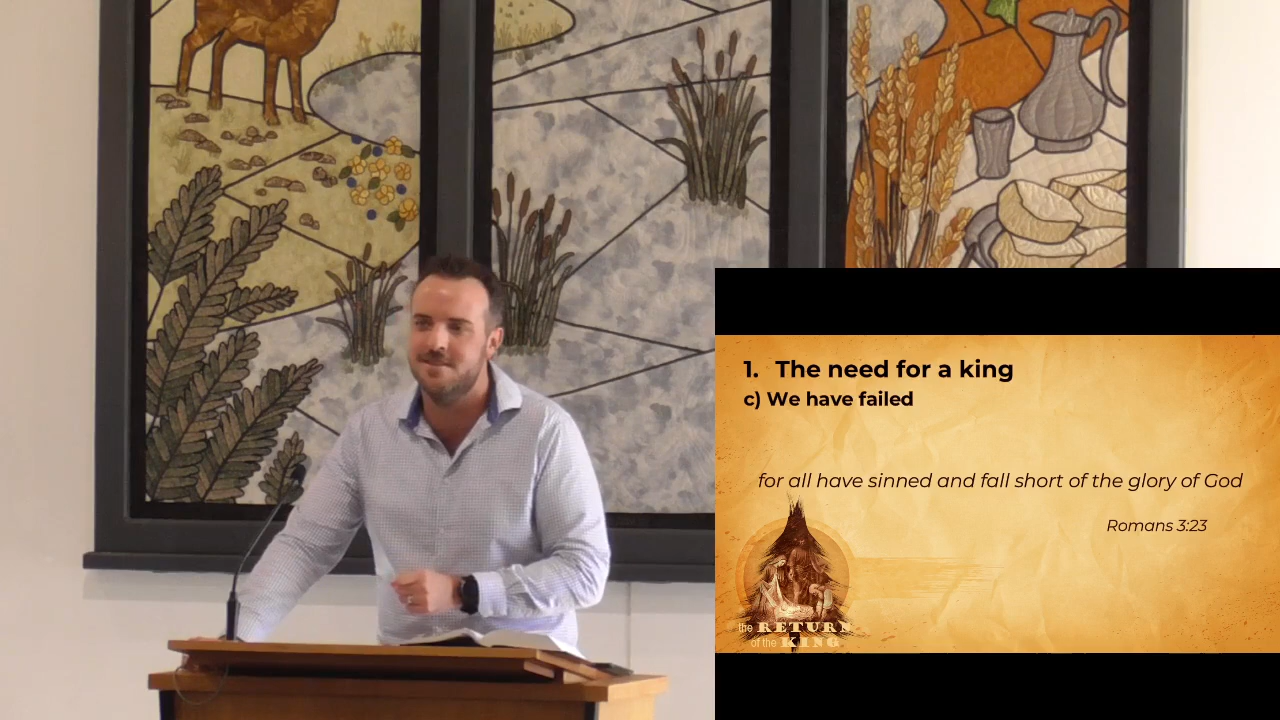 1. The need for a king
c) We have failed
for all have sinned and fall short of the glory of God
Romans 3:23
the RETURN
of the KING